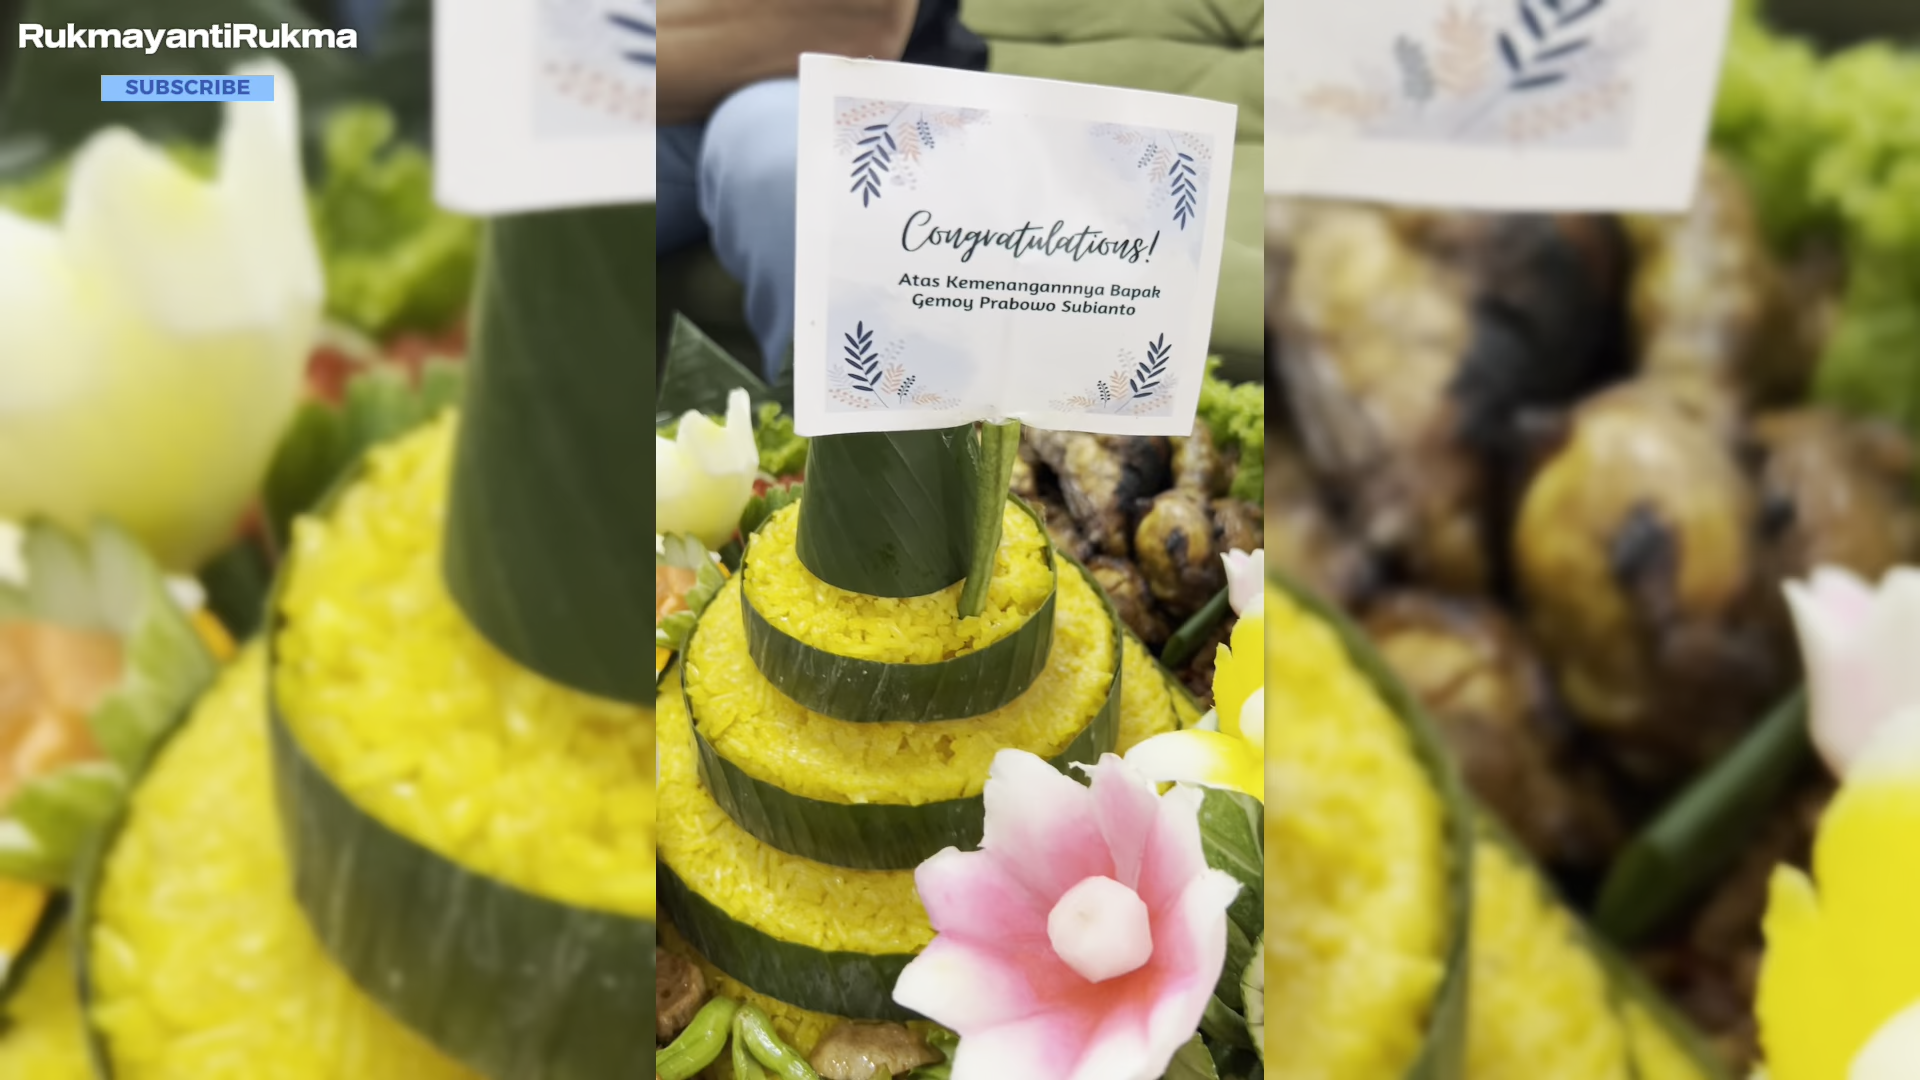 RukmayantiRukma
SUBSCRIBE
Congratulations!
Atas Kemenangannnya Bapak
Gemoy Prabowo Subianto